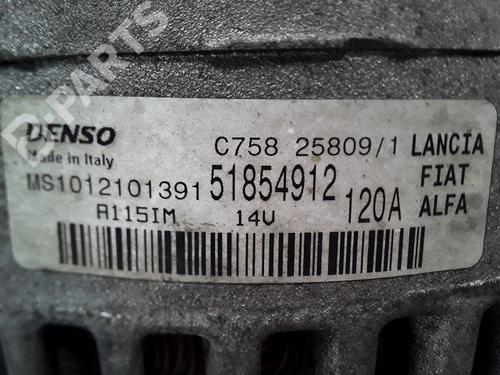 B-PARTS
DENSO
Made in Italy
C758 25809/1 LANCIA
MS1012101391 51854912 FIAT
A115IM 14V 120A ALFA